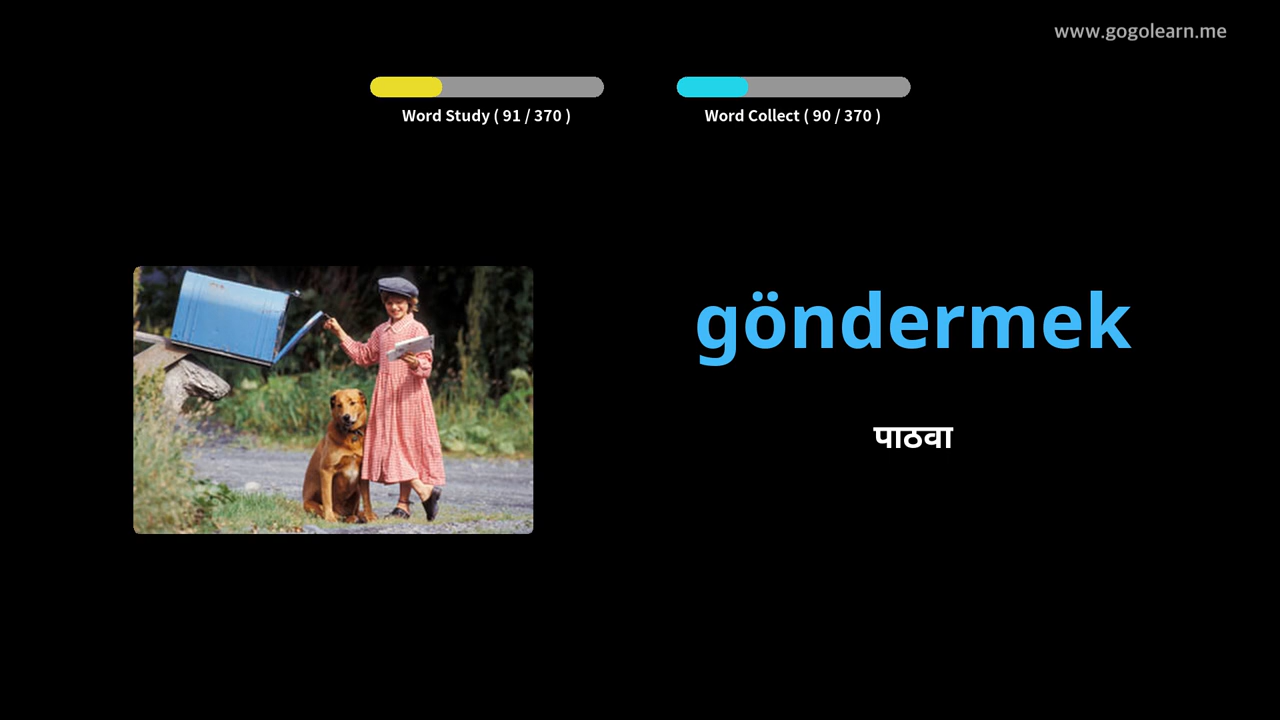 www.gogolearn.me
Word Study ( 91 / 370 )
Word Collect ( 90 / 370 )
göndermek
पाठवा